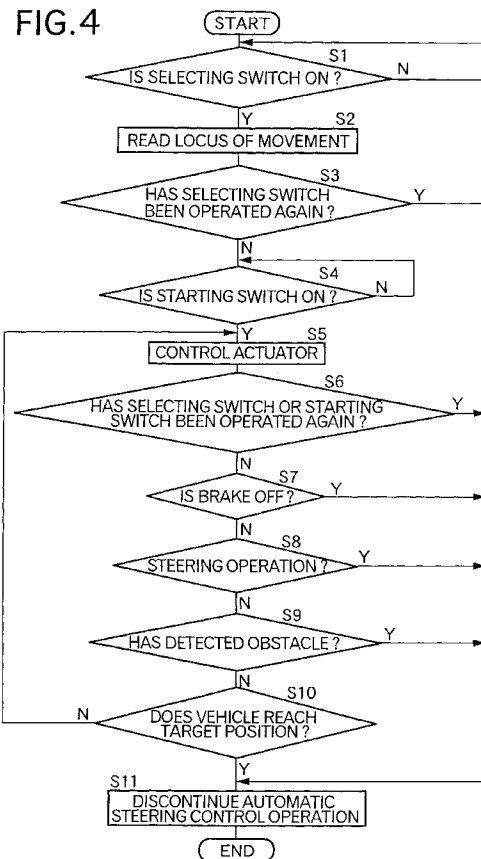 FIG.4
START
S1
IS SELECTING SWITCH ON ?
N
Y
S2
READ LOCUS OF MOVEMENT
S3
HAS SELECTING SWITCH
BEEN OPERATED AGAIN ?
Y
N
S4
IS STARTING SWITCH ON ?
N
Y
S5
CONTROL ACTUATOR
S6
HAS SELECTING SWITCH OR STARTING
SWITCH BEEN OPERATED AGAIN ?
Y
N
S7
IS BRAKE OFF ?
Y
N
S8
STEERING OPERATION ?
Y
N
S9
HAS DETECTED OBSTACLE ?
Y
N
S10
DOES VEHICLE REACH
TARGET POSITION ?
N
Y
S11
DISCONTINUE AUTOMATIC
STEERING CONTROL OPERATION
END